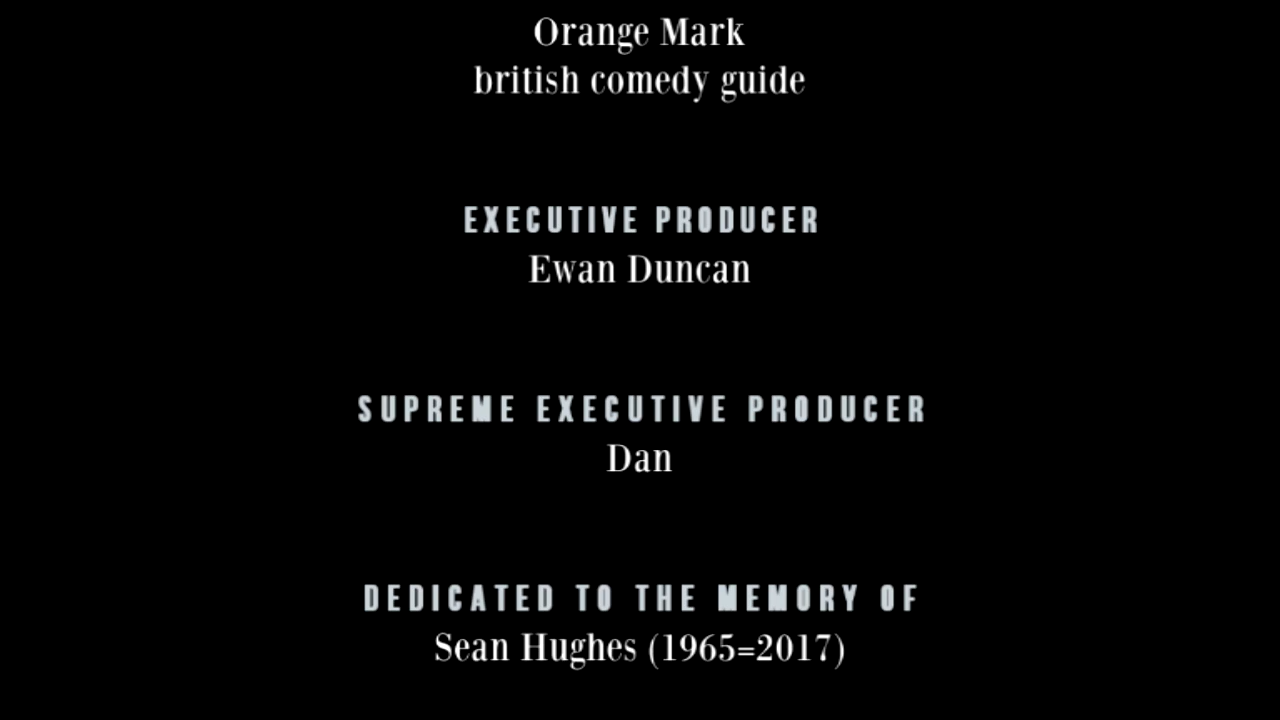 Orange Mark
british comedy guide
EXECUTIVE PRODUCER
Ewan Duncan
SUPREME EXECUTIVE PRODUCER
Dan
DEDICATED TO THE MEMORY OF
Sean Hughes (1965=2017)